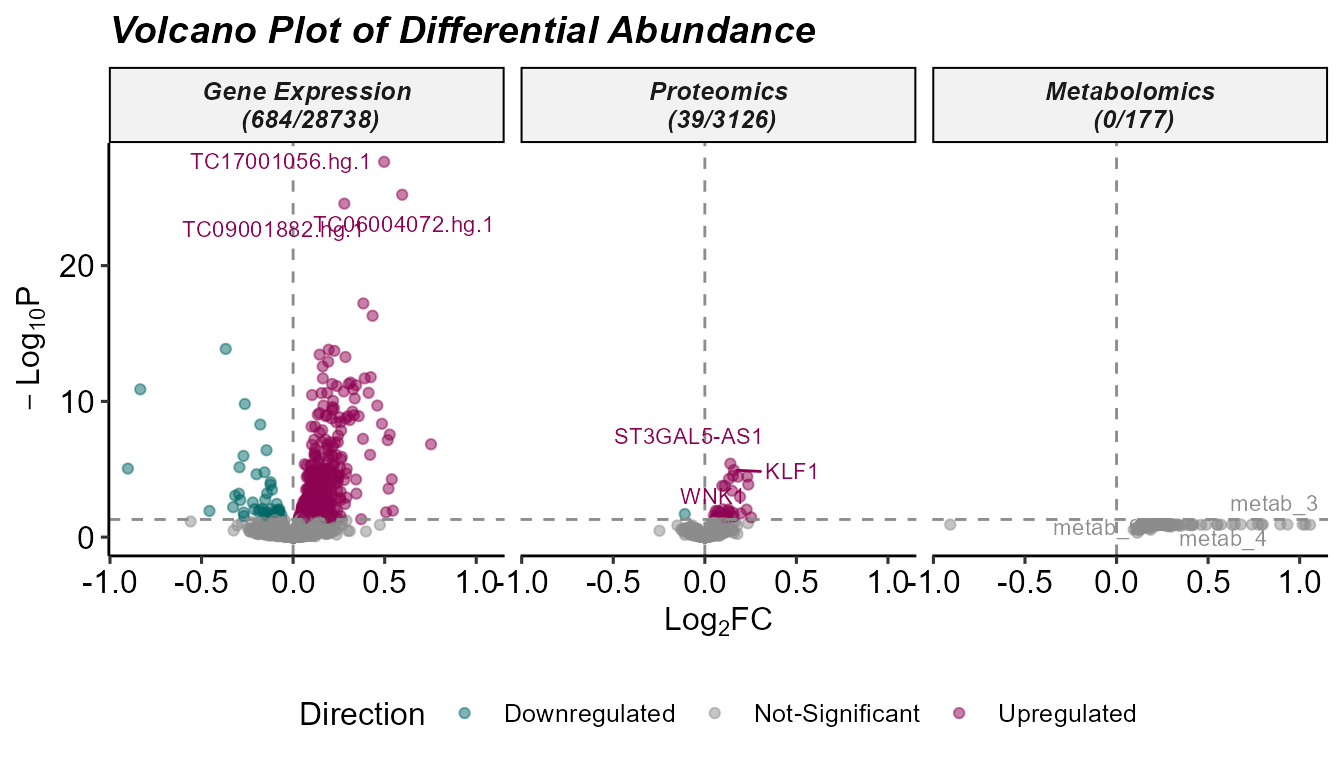 Volcano Plot of Differential Abundance
Gene Expression
(684/28738)
Proteomics
(39/3126)
Metabolomics
(0/177)
TC17001056.hg.1
TC09001882.hg.1
TC06004072.hg.1
ST3GAL5-AS1
KLF1
WNK1
metab_3
metab_
metab_4
20
10
0
− Log10P
-1.0 -0.5 0.0 0.5 1.0
-1.0 -0.5 0.0 0.5 1.0
-1.0 -0.5 0.0 0.5 1.0
Log2FC
Direction Downregulated Not-Significant Upregulated